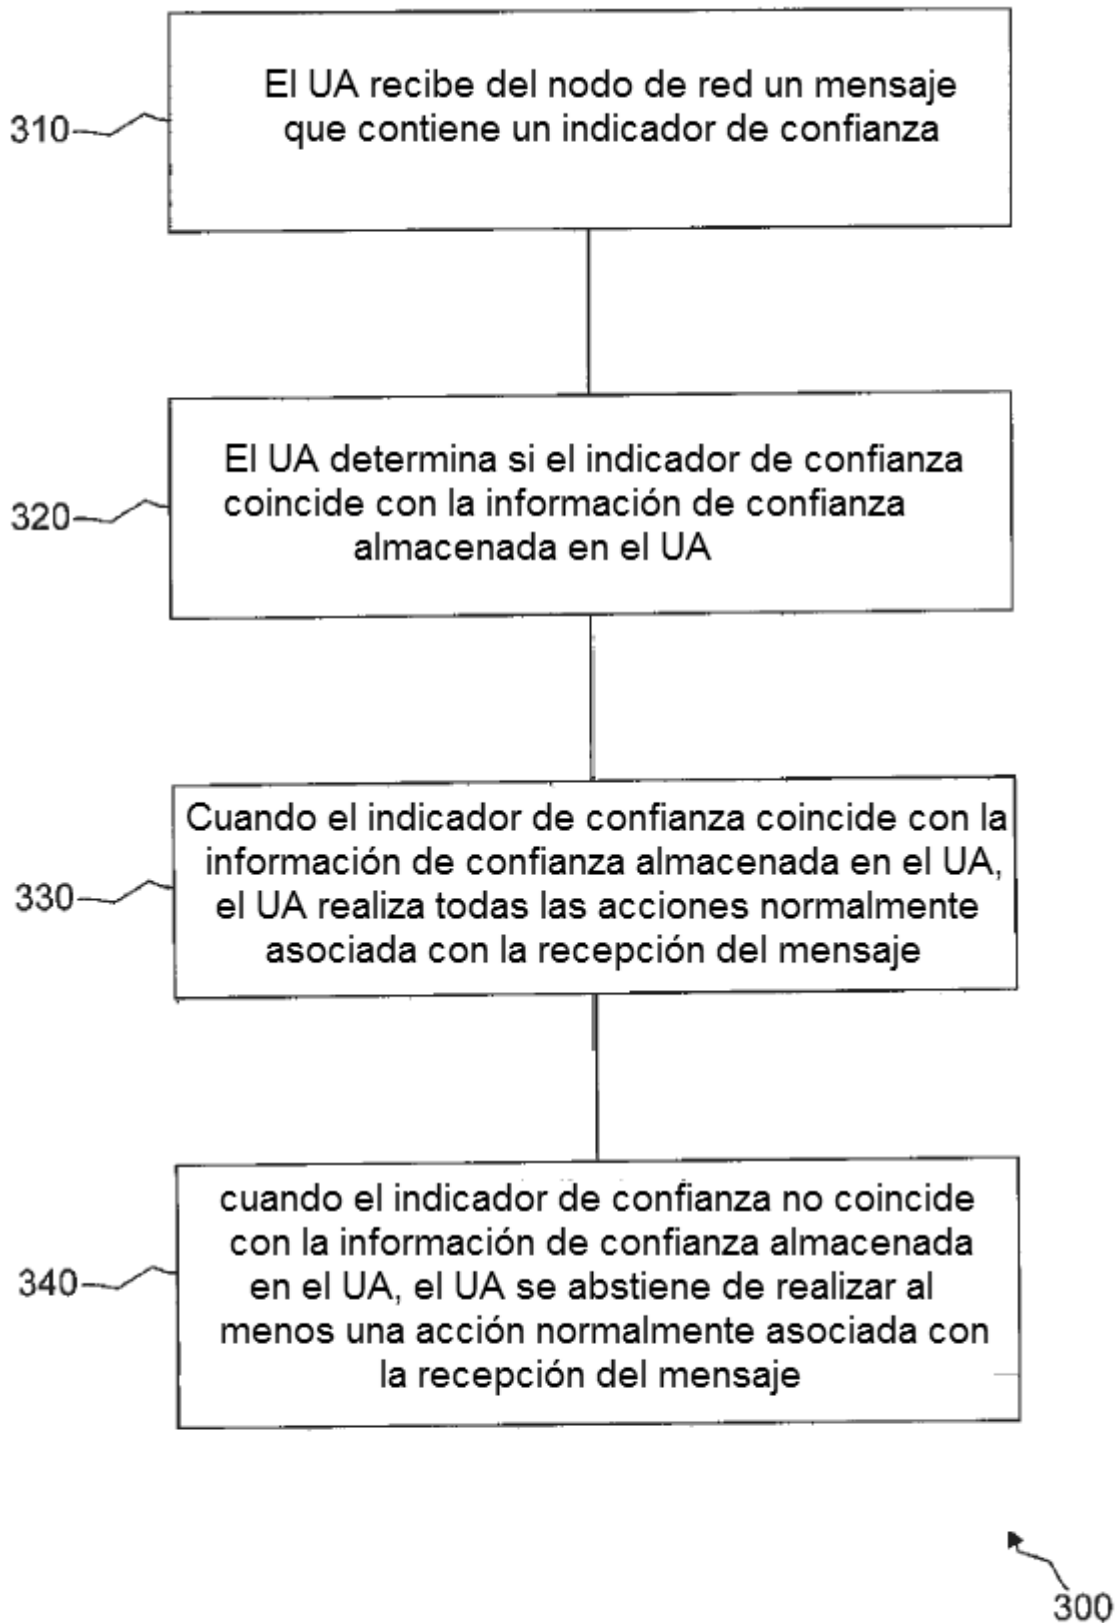 El UA recibe del nodo de red un mensaje
que contiene un indicador de confianza
310
El UA determina si el indicador de confianza
coincide con la información de confianza
almacenada en el UA
320
Cuando el indicador de confianza coincide con la
información de confianza almacenada en el UA,
el UA realiza todas las acciones normalmente
asociada con la recepción del mensaje
330
cuando el indicador de confianza no coincide
con la información de confianza almacenada
en el UA, el UA se abstiene de realizar al
menos una acción normalmente asociada con
la recepción del mensaje
340
300